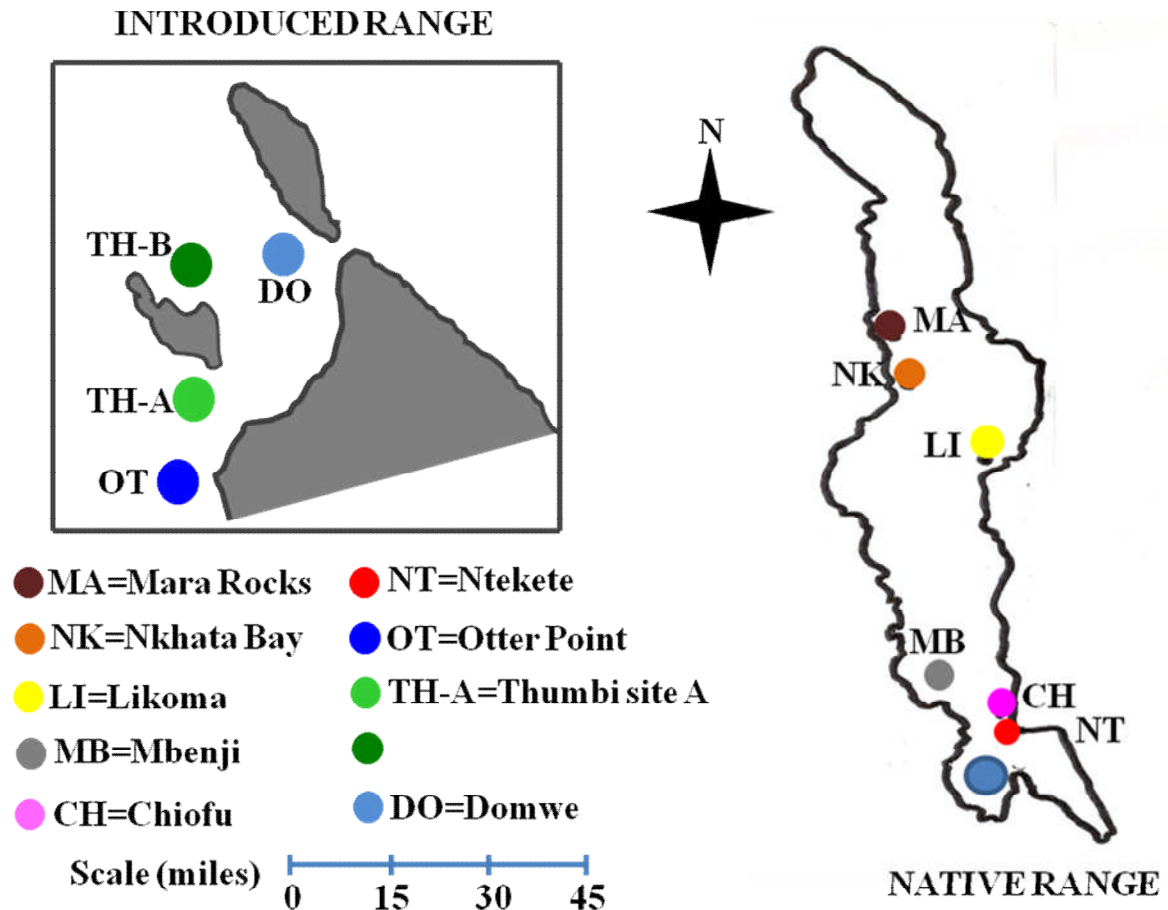 INTRODUCED RANGE
N
TH-B
DO
TH-A
OT
MA
NK
LI
MB
CH
NT
MA=Mara Rocks
NK=Nkhata Bay
LI=Likoma
MB=Mbenji
CH=Chiofu
NT=Ntekete
OT=Otter Point
TH-A=Thumbi site A
DO=Domwe
Scale (miles)
0 15 30 45
NATIVE RANGE